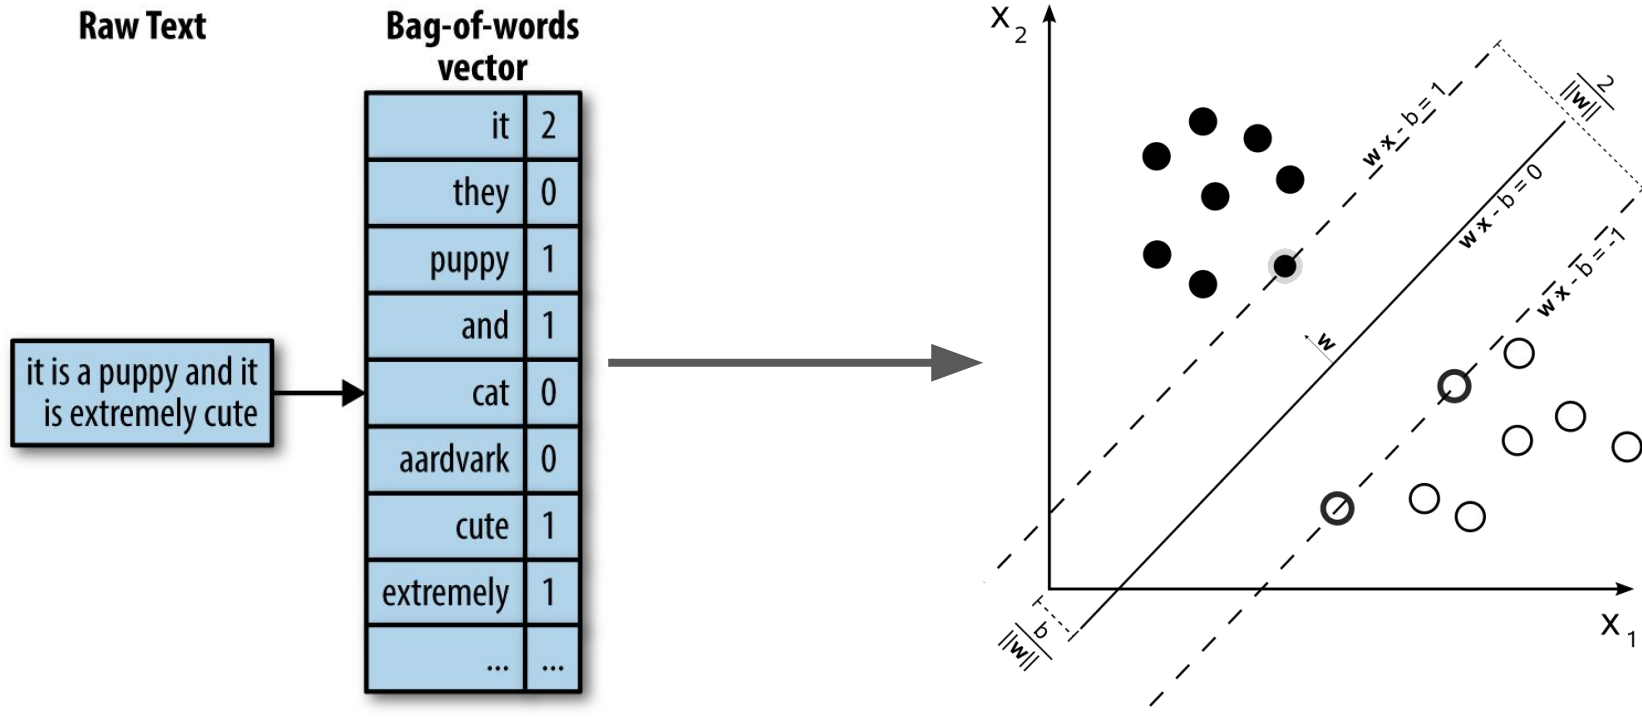 Raw Text
Bag-of-words
vector
it is a puppy and it
is extremely cute
it 2
they 0
puppy 1
and 1
cat 0
aardvark 0
cute 1
extremely 1
... ...
X2
w·x - b = 1
2
‖w‖
w·x - b = 0
w·x - b = -1
w
b
‖w‖
X1